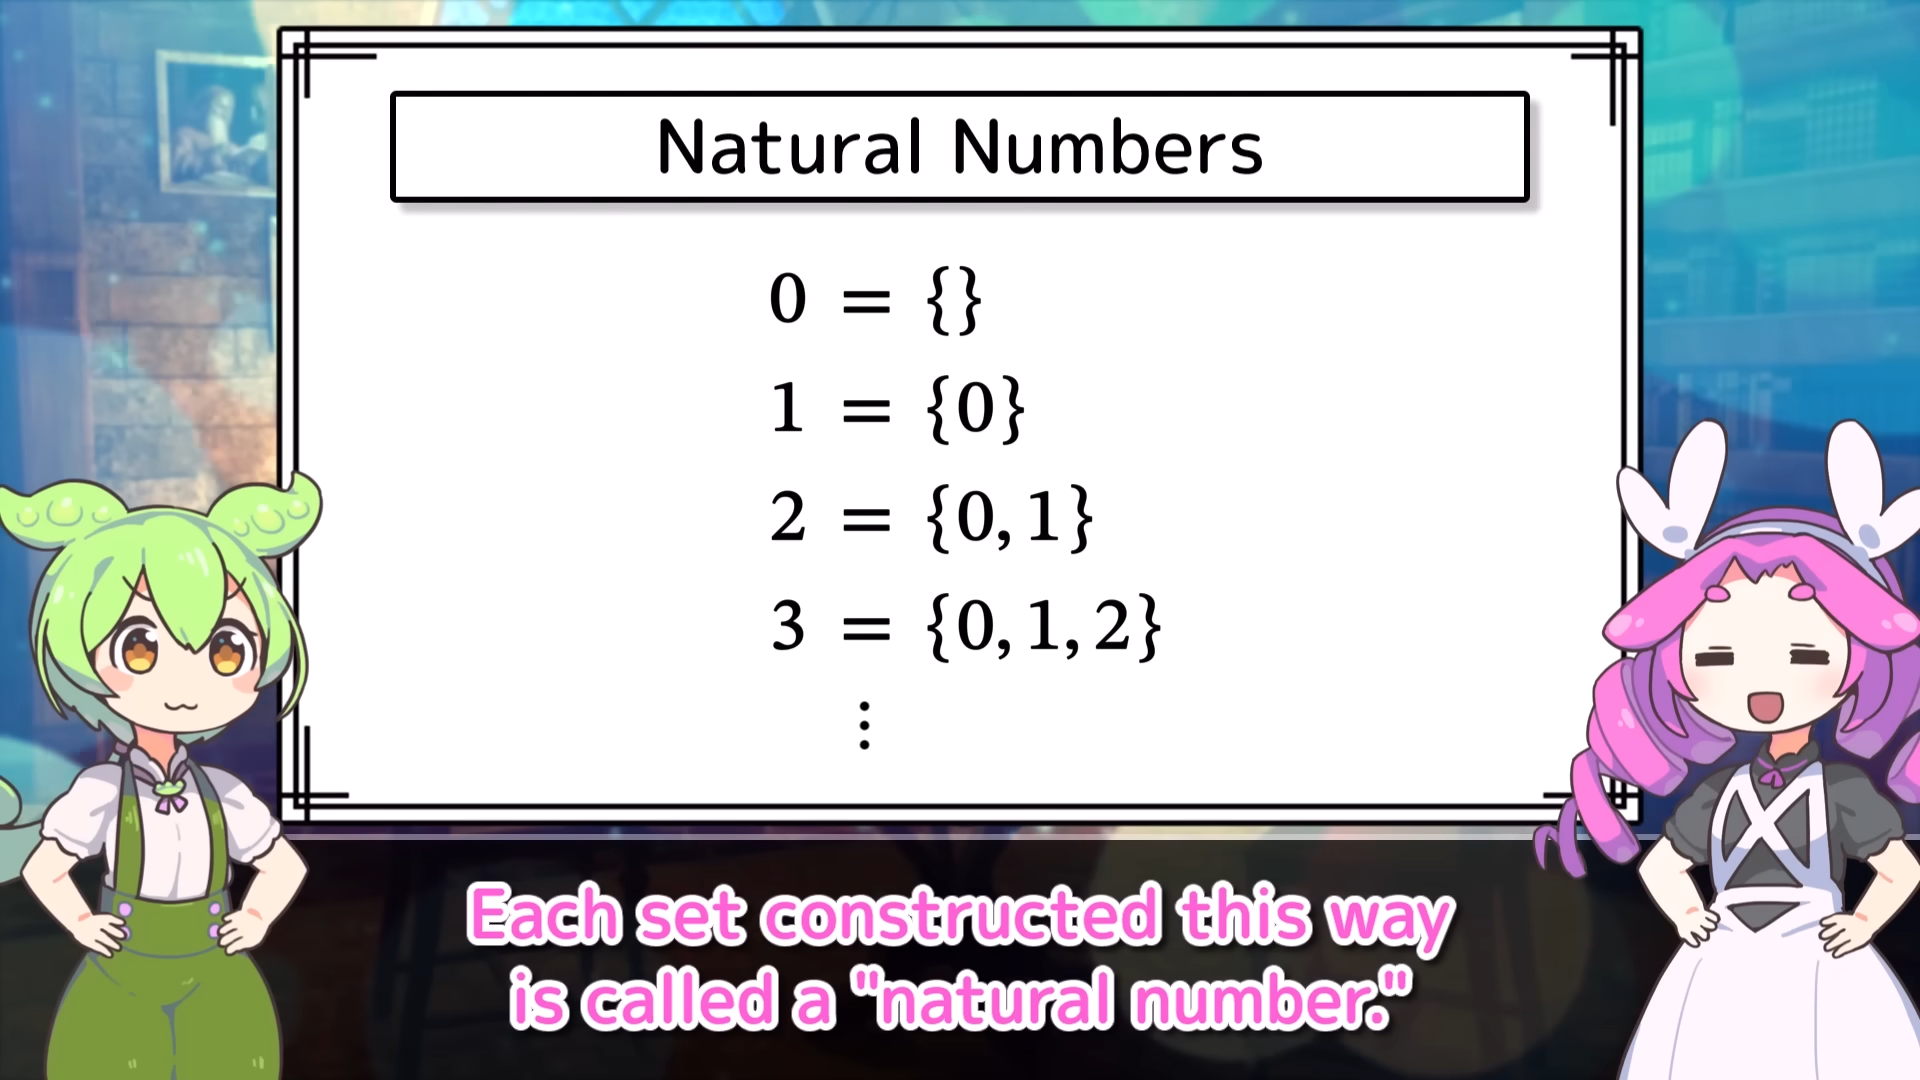 Natural Numbers
0 = {}
1 = {0}
2 = {0, 1}
3 = {0, 1, 2}
⋮
Each set constructed this way
is called a "natural number."